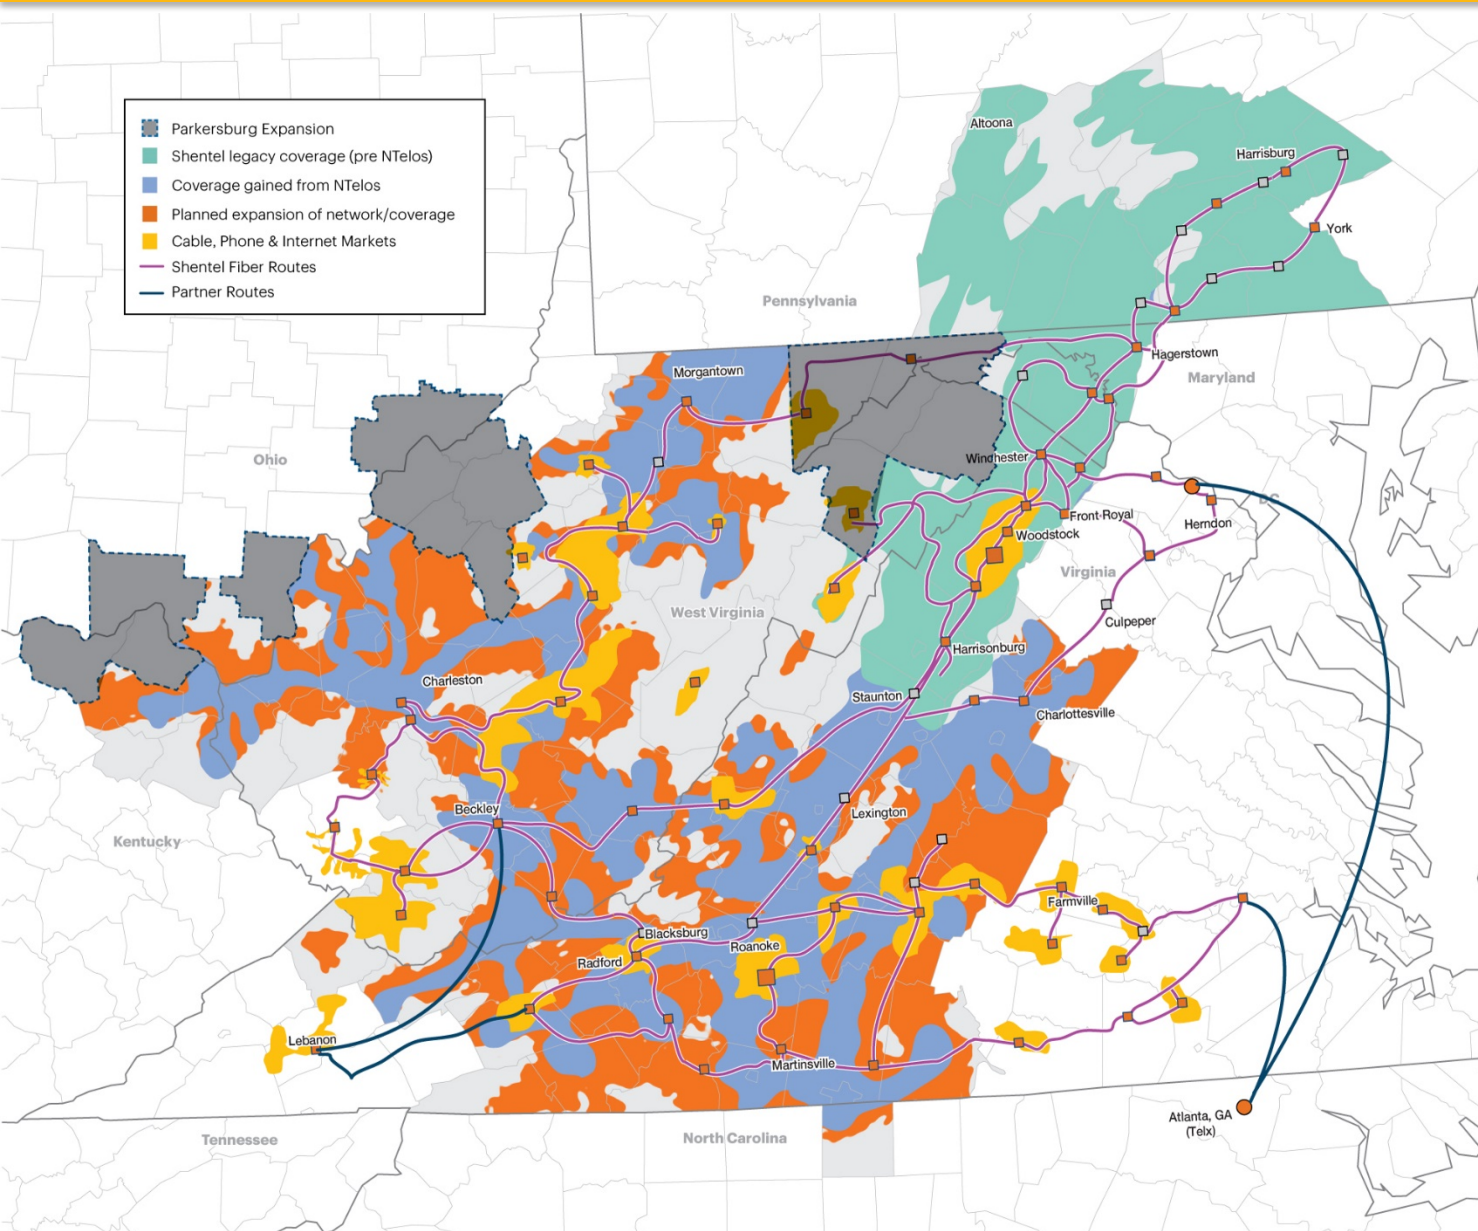 Parkersburg Expansion
Shentel legacy coverage (pre NTelos)
Coverage gained from NTelos
Planned expansion of network/coverage
Cable, Phone & Internet Markets
Shentel Fiber Routes
Partner Routes
Altoona
Harrisburg
York
Pennsylvania
Hagerstown
Maryland
Morgantown
Ohio
Winchester
DC
Front Royal
Herndon
Woodstock
Virginia
West Virginia
Culpeper
Harrisonburg
Charleston
Staunton
Charlottesville
Beckley
Lexington
Kentucky
Farmville
Blacksburg
Roanoke
Radford
Lebanon
Martinsville
Atlanta, GA
(Telx)
Tennessee
North Carolina